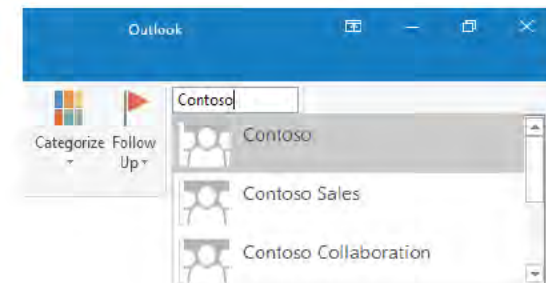 Outlook
Contoso
Categorize Follow
Up
Contoso
Contoso Sales
Contoso Collaboration